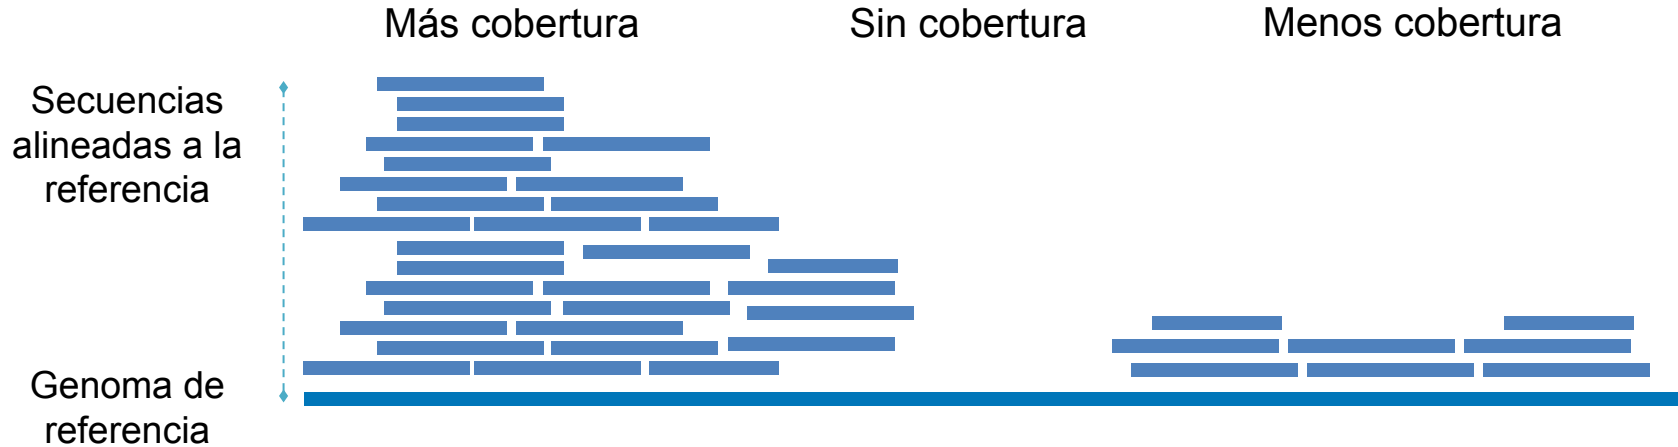 Más cobertura
Sin cobertura
Menos cobertura
Secuencias
alineadas a la
referencia
Genoma de
referencia